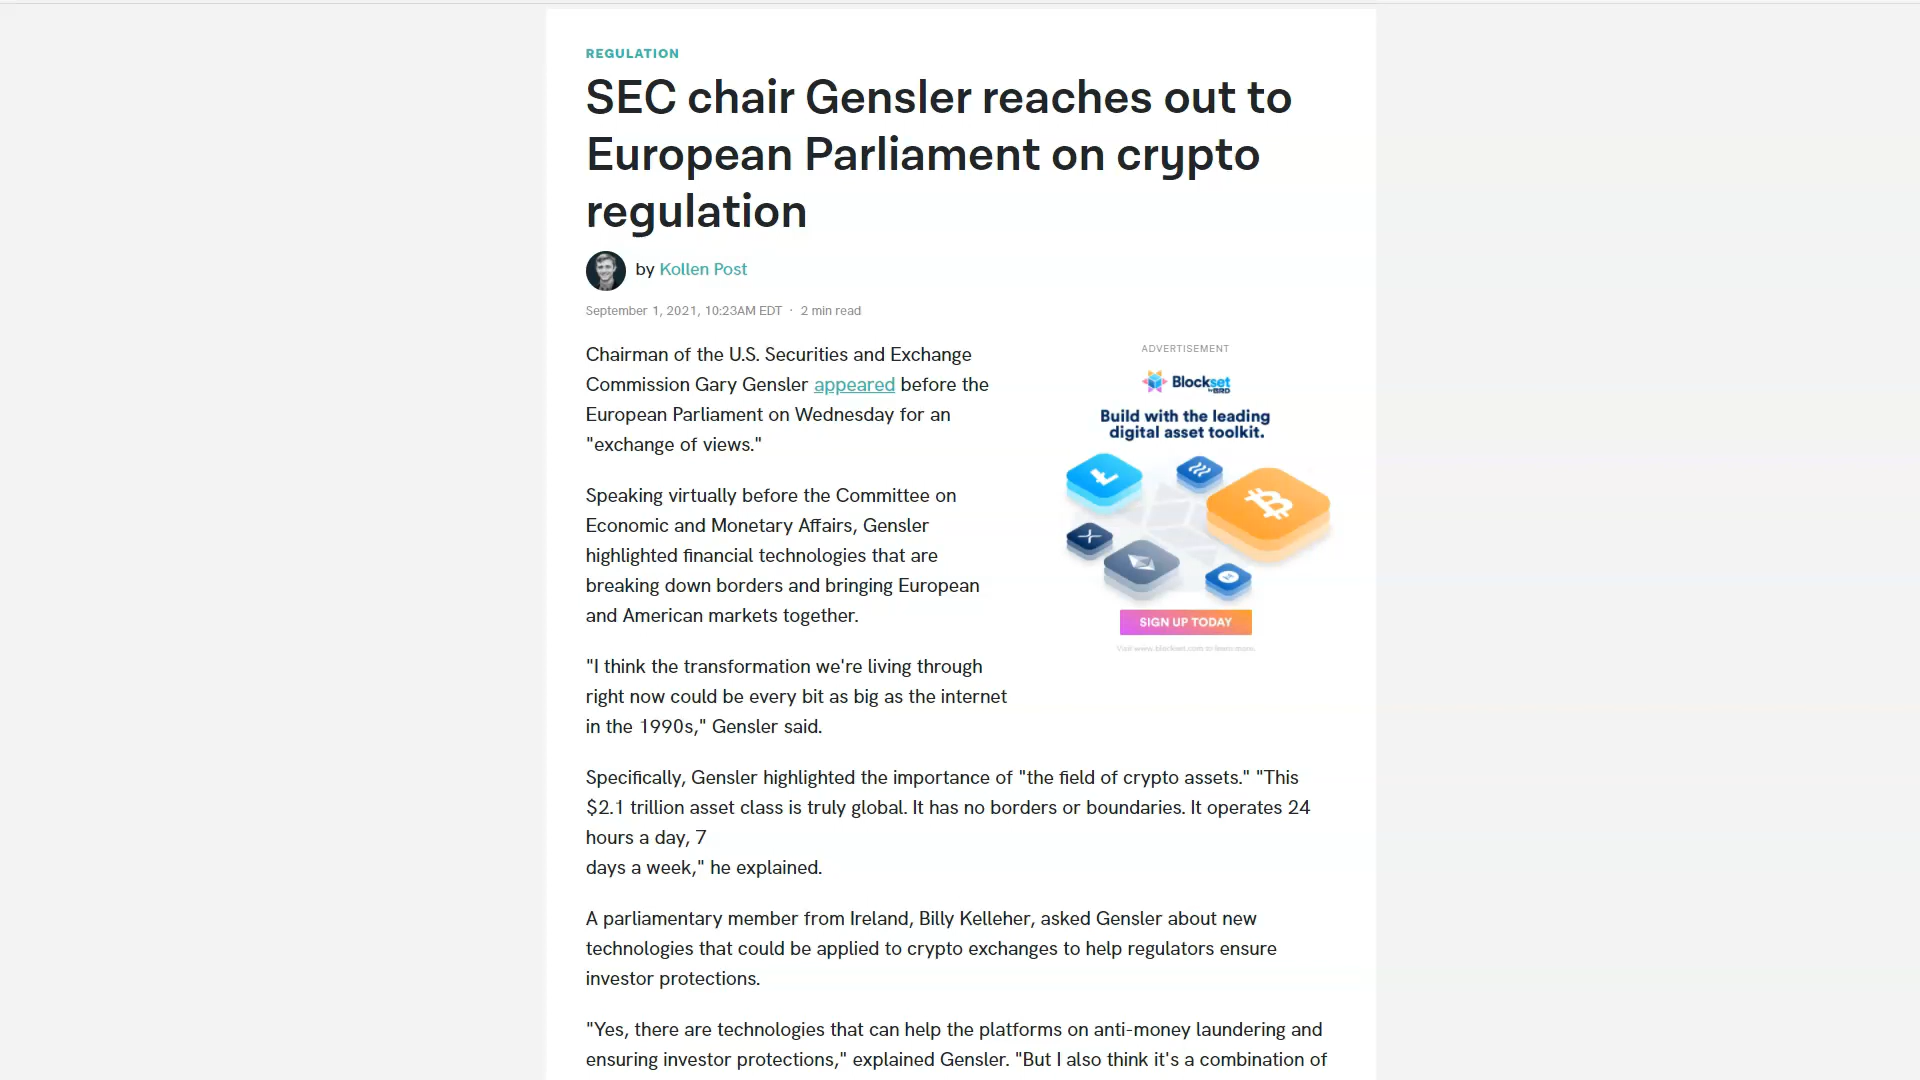 REGULATION
SEC chair Gensler reaches out to
European Parliament on crypto
regulation
by Kollen Post
September 1, 2021, 10:23AM EDT · 2 min read
Chairman of the U.S. Securities and Exchange
Commission Gary Gensler appeared before the
European Parliament on Wednesday for an
"exchange of views."
Speaking virtually before the Committee on
Economic and Monetary Affairs, Gensler
highlighted financial technologies that are
breaking down borders and bringing European
and American markets together.
"I think the transformation we're living through
right now could be every bit as big as the internet
in the 1990s," Gensler said.
ADVERTISEMENT
Blockset
by BRD
Build with the leading
digital asset toolkit.
SIGN UP TODAY
Visit www.blockset.com to learn more.
Specifically, Gensler highlighted the importance of "the field of crypto assets." "This
$2.1 trillion asset class is truly global. It has no borders or boundaries. It operates 24
hours a day, 7
days a week," he explained.
A parliamentary member from Ireland, Billy Kelleher, asked Gensler about new
technologies that could be applied to crypto exchanges to help regulators ensure
investor protections.
"Yes, there are technologies that can help the platforms on anti-money laundering and
ensuring investor protections," explained Gensler. "But I also think it's a combination of